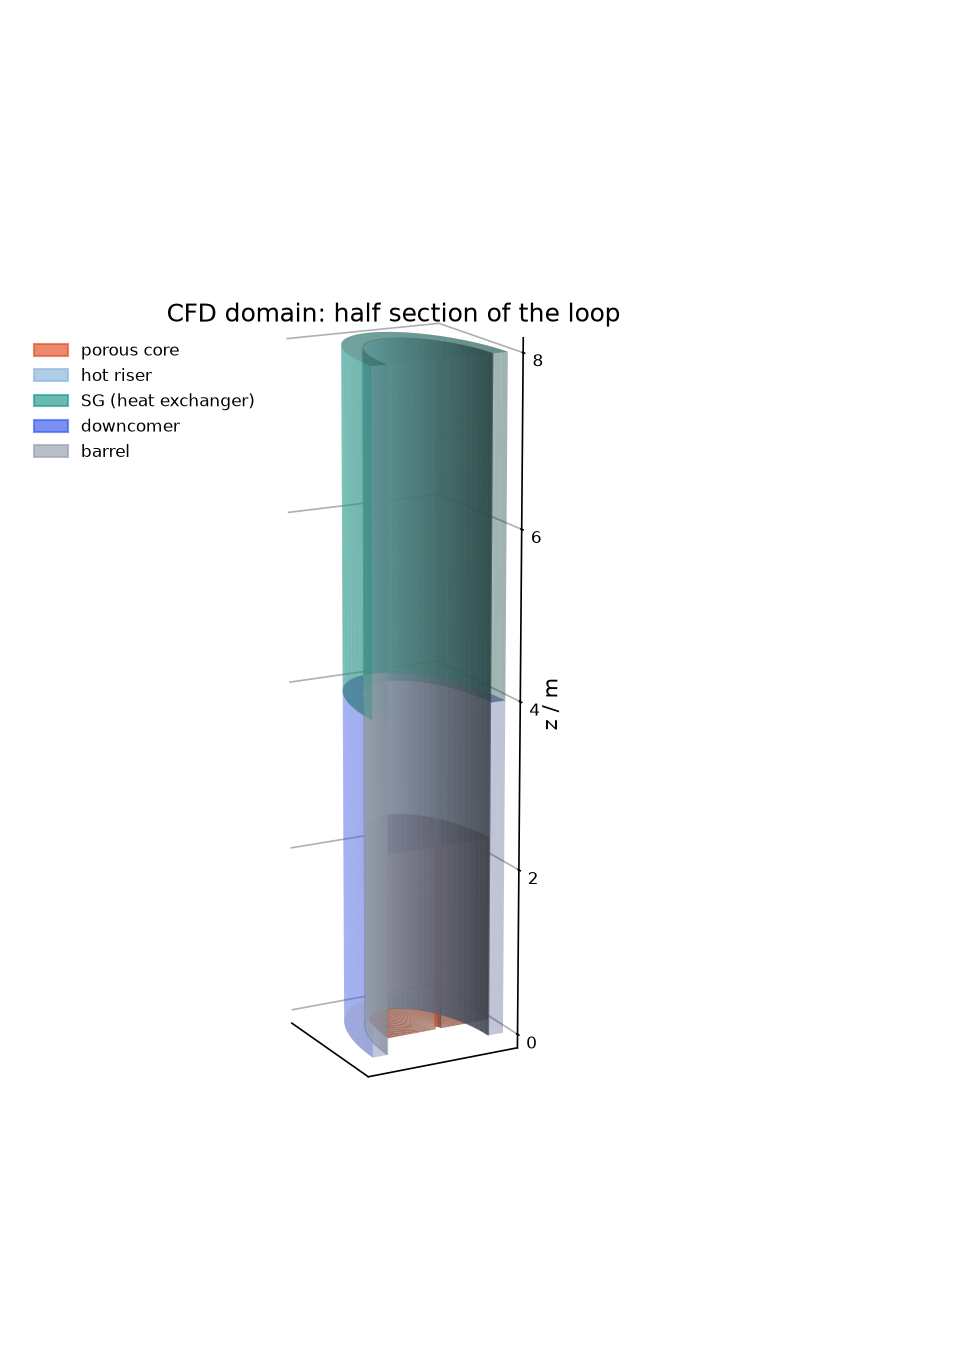 CFD domain: half section of the loop
porous core
hot riser
SG (heat exchanger)
downcomer
barrel
8
6
4
z / m
2
0